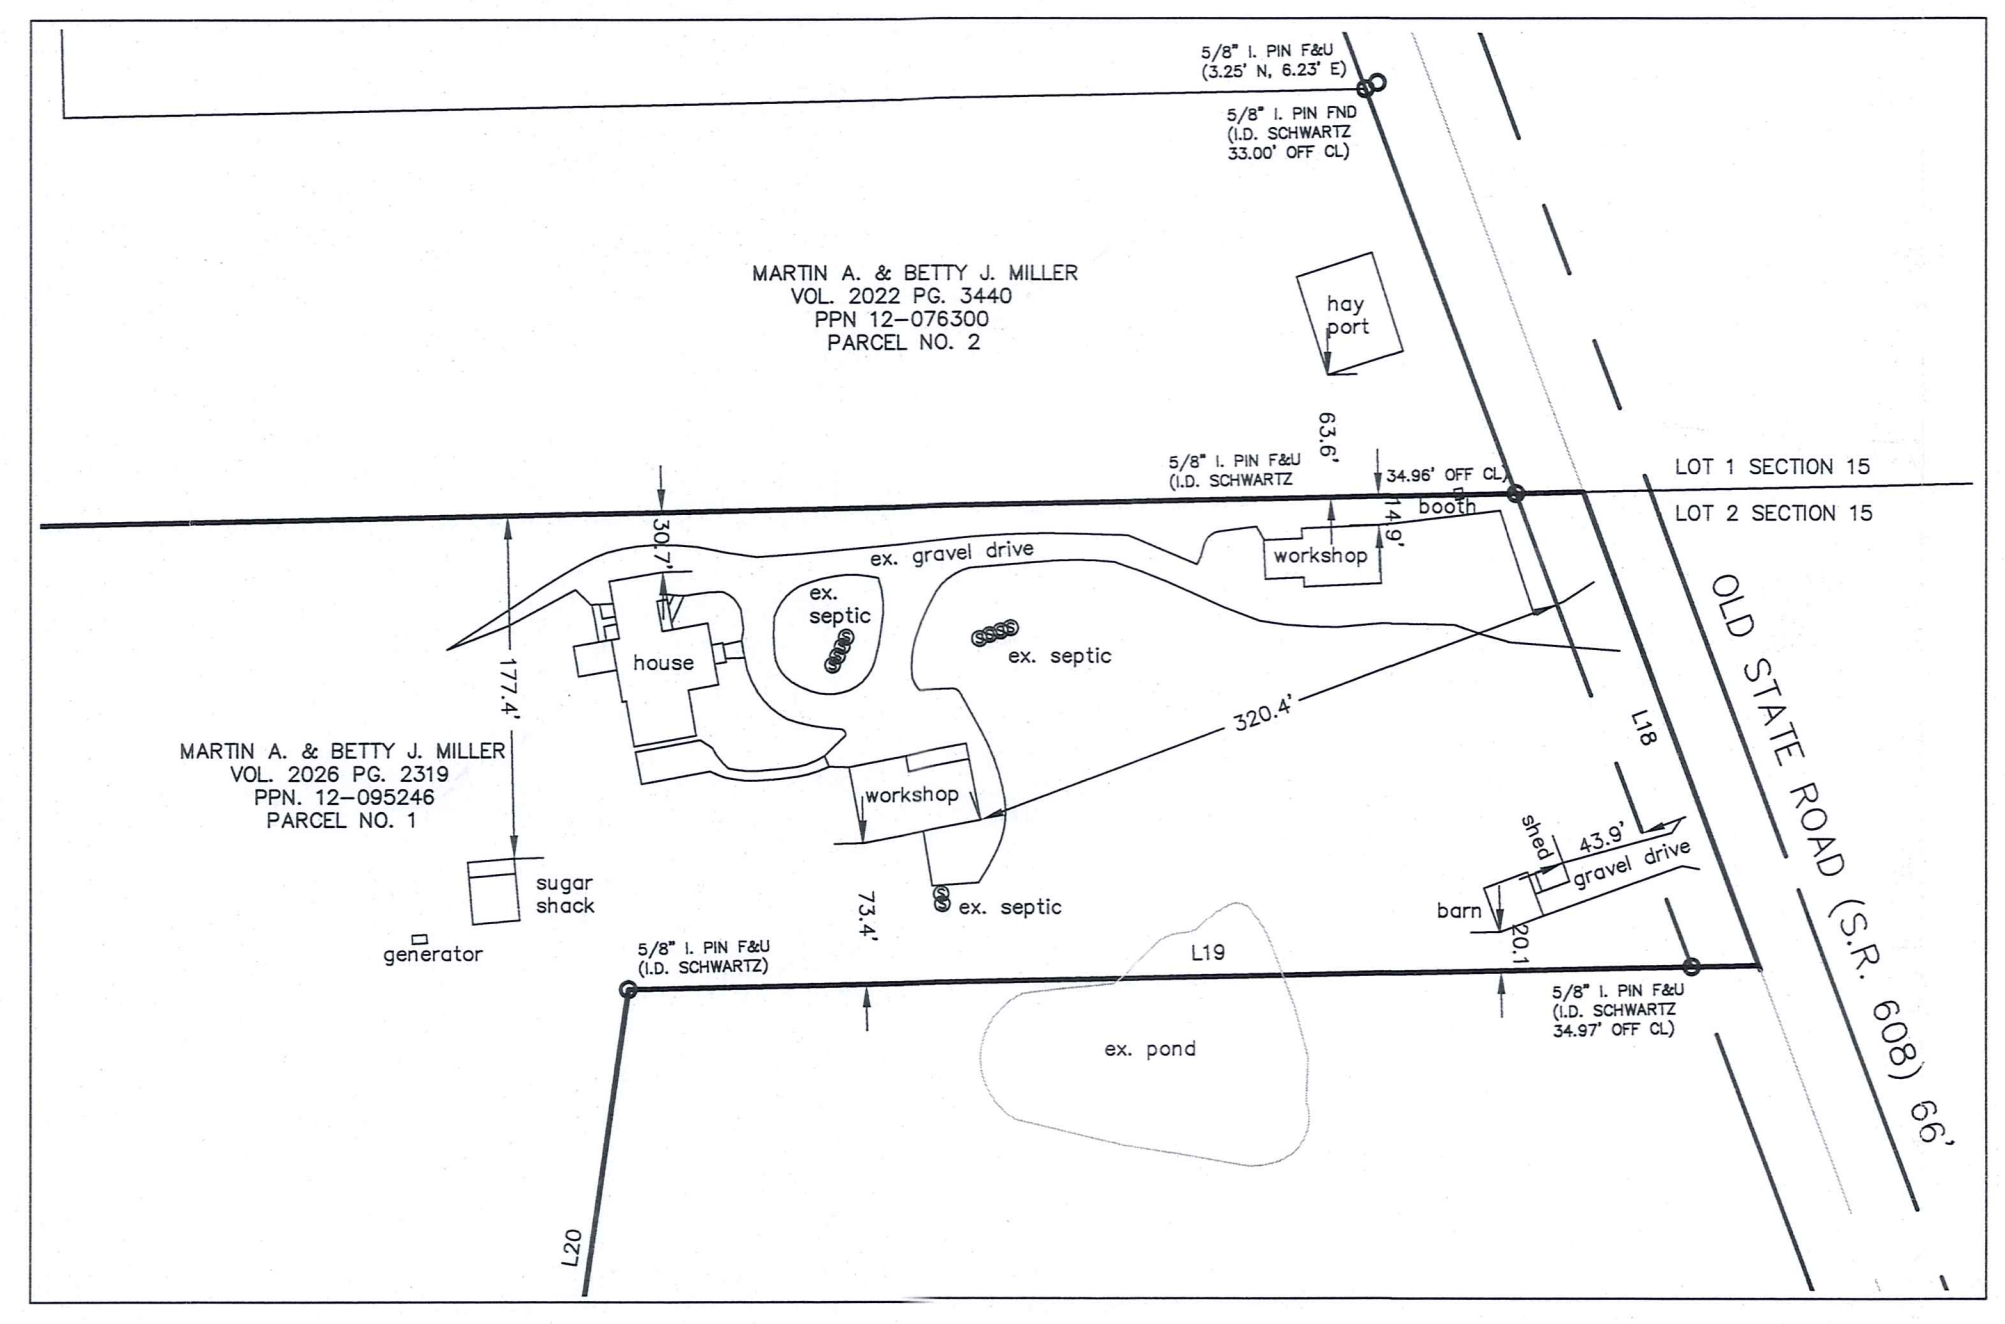 5/8" I. PIN F&U
(3.25' N, 6.23' E)
5/8" I. PIN FND
(I.D. SCHWARTZ
33.00' OFF CL)
MARTIN A. & BETTY J. MILLER
VOL. 2022 PG. 3440
PPN 12-076300
PARCEL NO. 2
hay
port
63.6'
5/8" I. PIN F&U
(I.D. SCHWARTZ
34.96' OFF CL)
booth
14.9'
LOT 1 SECTION 15
LOT 2 SECTION 15
30.7'
ex. gravel drive
workshop
ex.
septic
SSSS
SSSS
ex. septic
house
177.4'
320.4'
L18
OLD STATE ROAD (S.R. 608) 66'
MARTIN A. & BETTY J. MILLER
VOL. 2026 PG. 2319
PPN. 12-095246
PARCEL NO. 1
workshop
shed
43.9'
gravel drive
sugar
shack
73.4'
SS
ex. septic
barn
20.1
generator
5/8" I. PIN F&U
(I.D. SCHWARTZ)
L19
5/8" I. PIN F&U
(I.D. SCHWARTZ
34.97' OFF CL)
ex. pond
L20